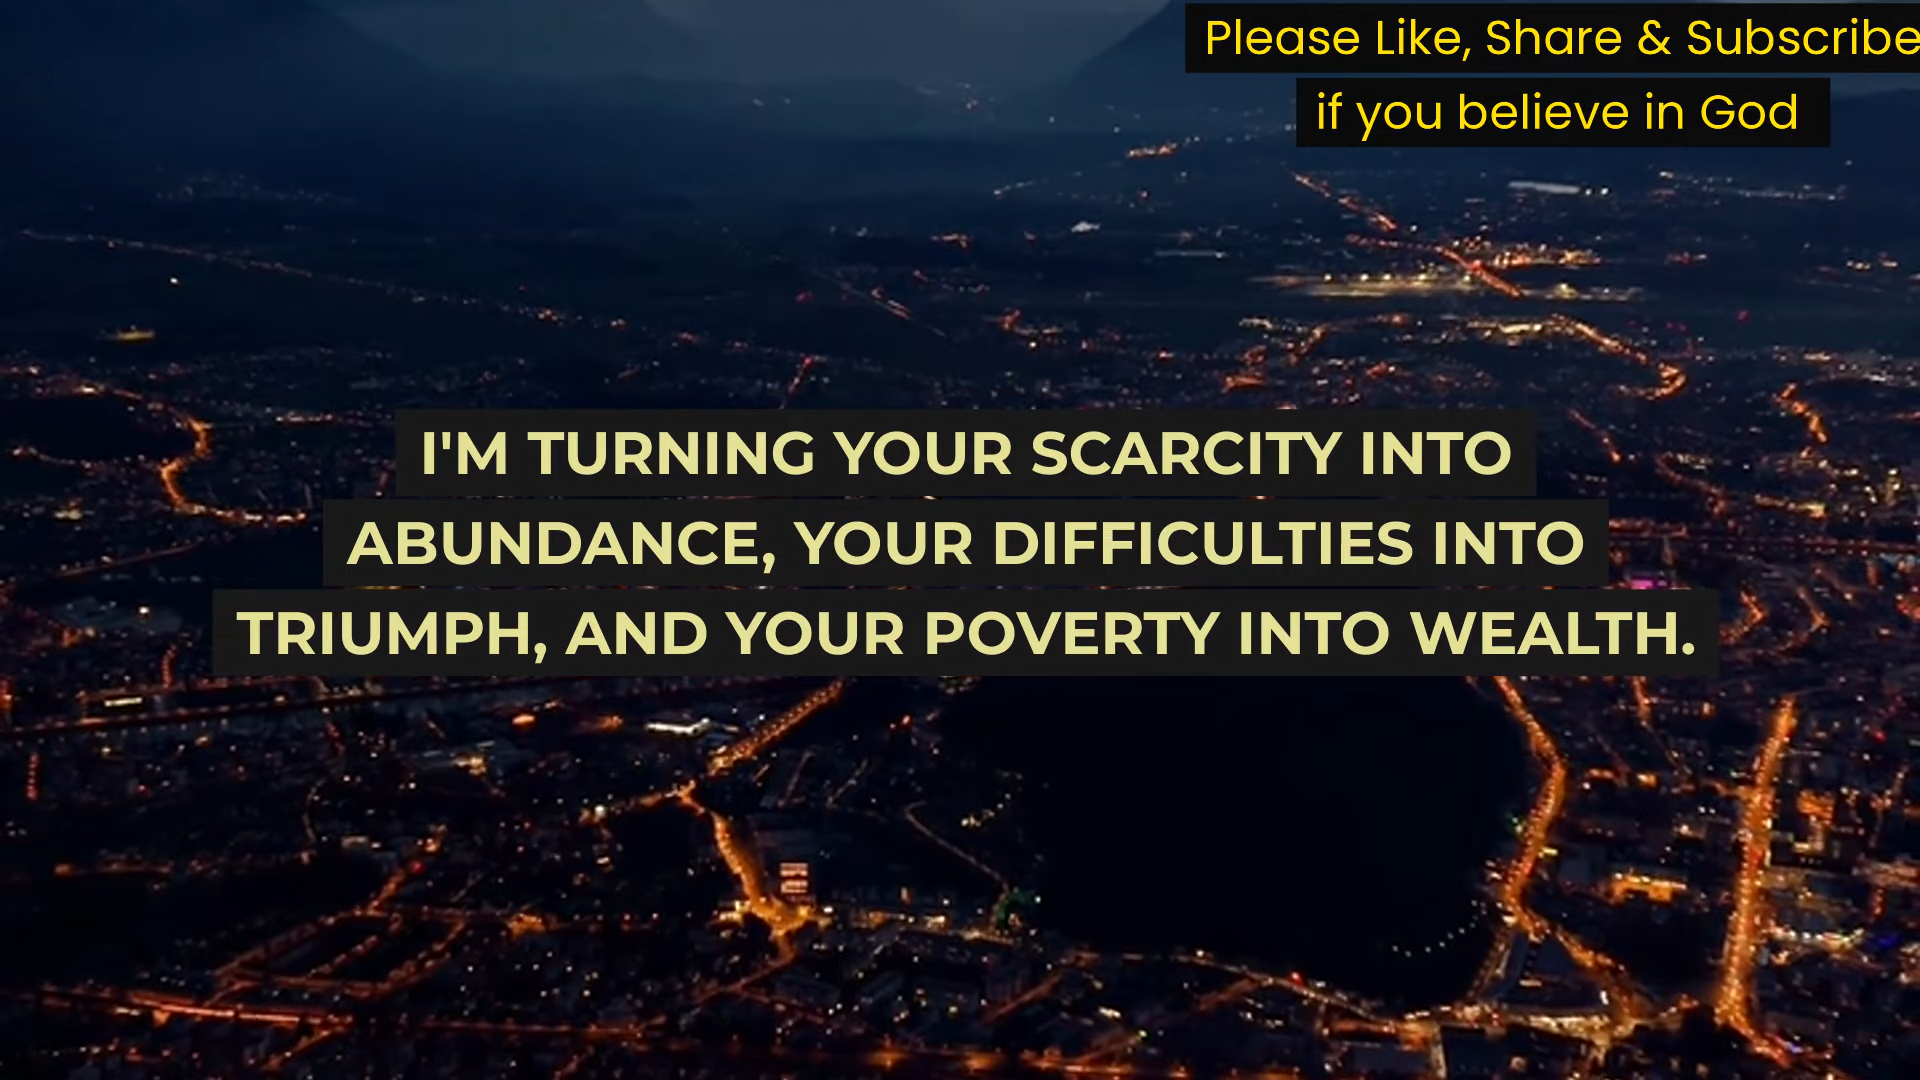 Please Like, Share & Subscribe
if you believe in God
I'M TURNING YOUR SCARCITY INTO
ABUNDANCE, YOUR DIFFICULTIES INTO
TRIUMPH, AND YOUR POVERTY INTO WEALTH.